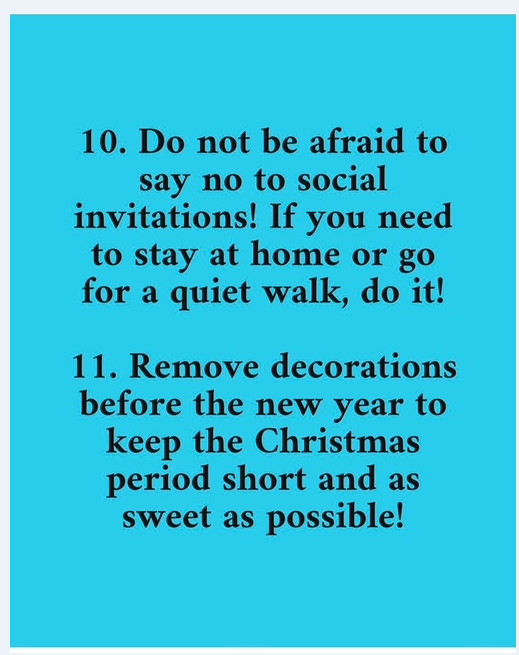 10. Do not be afraid to
say no to social
invitations! If you need
to stay at home or go
for a quiet walk, do it!
11. Remove decorations
before the new year to
keep the Christmas
period short and as
sweet as possible!